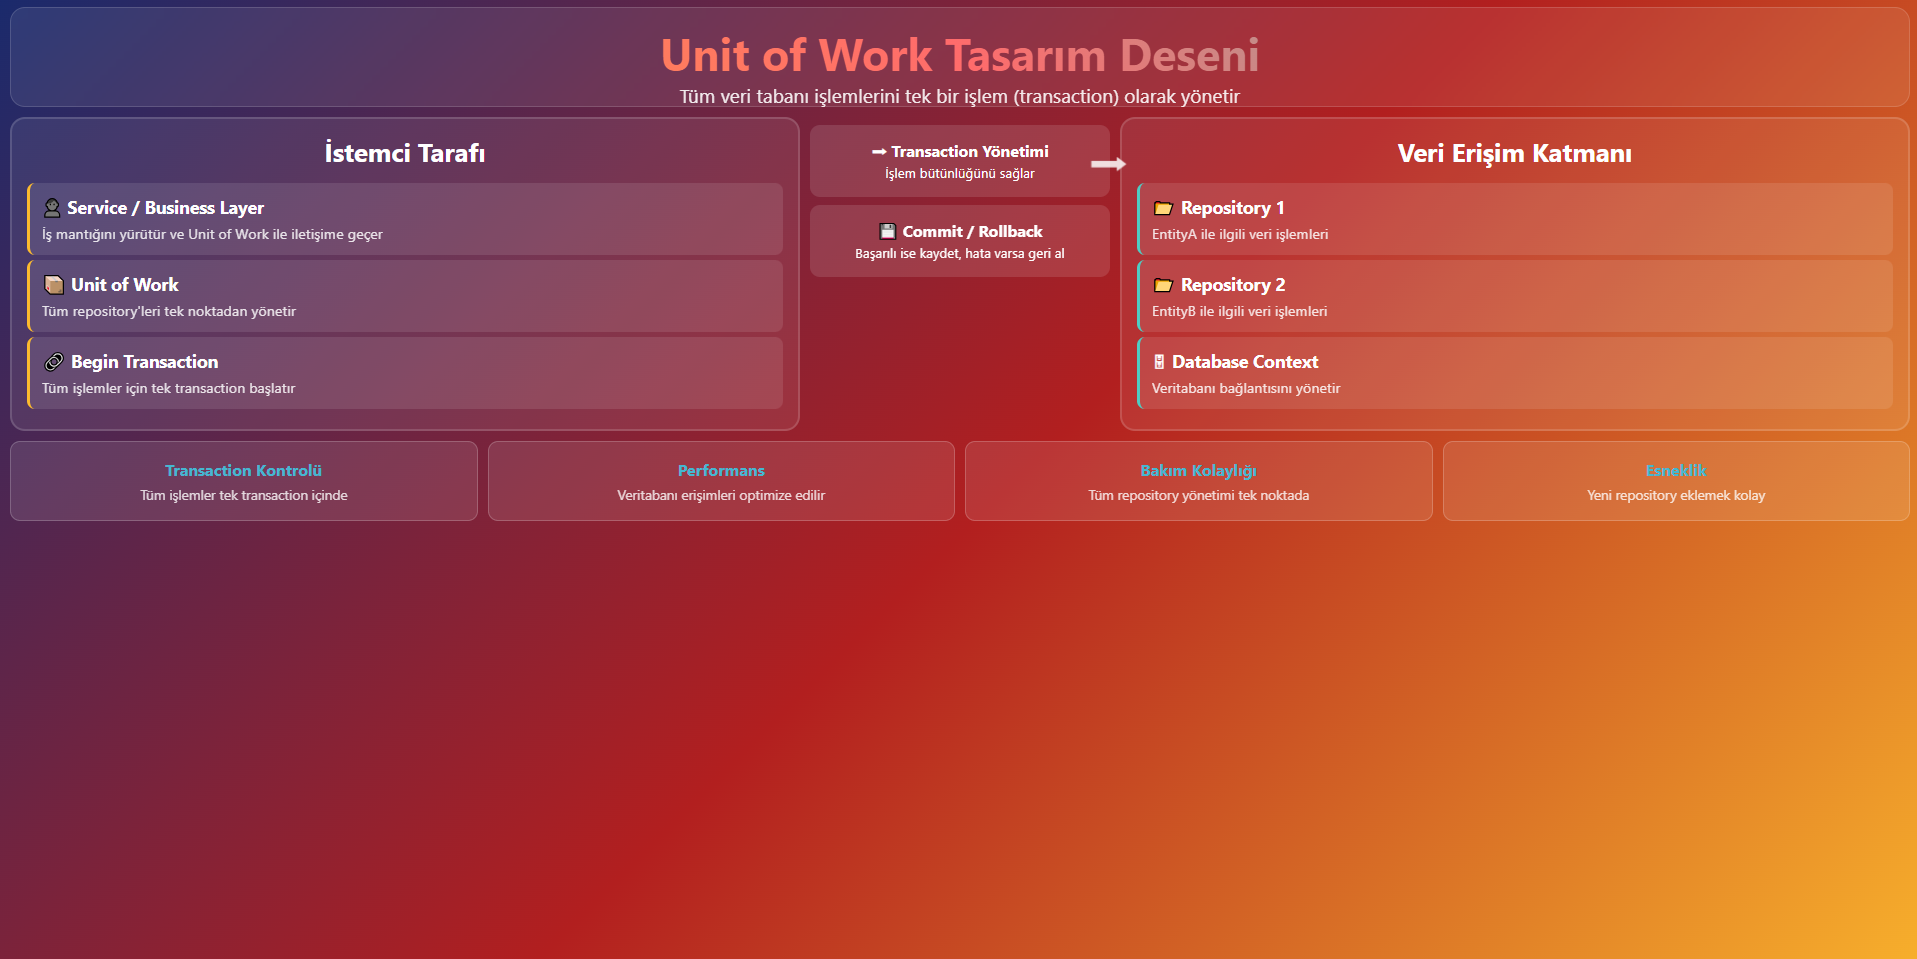 Unit of Work Tasarım Deseni
Tüm veri tabanı işlemlerini tek bir işlem (transaction) olarak yönetir
İstemci Tarafı
Service / Business Layer
İş mantığını yürütür ve Unit of Work ile iletişime geçer
Unit of Work
Tüm repository'leri tek noktadan yönetir
Begin Transaction
Tüm işlemler için tek transaction başlatır
Transaction Yönetimi
İşlem bütünlüğünü sağlar
Commit / Rollback
Başarılı ise kaydet, hata varsa geri al
Veri Erişim Katmanı
Repository 1
EntityA ile ilgili veri işlemleri
Repository 2
EntityB ile ilgili veri işlemleri
Database Context
Veritabanı bağlantısını yönetir
Transaction Kontrolü
Tüm işlemler tek transaction içinde
Performans
Veritabanı erişimleri optimize edilir
Bakım Kolaylığı
Tüm repository yönetimi tek noktada
Esneklik
Yeni repository eklemek kolay